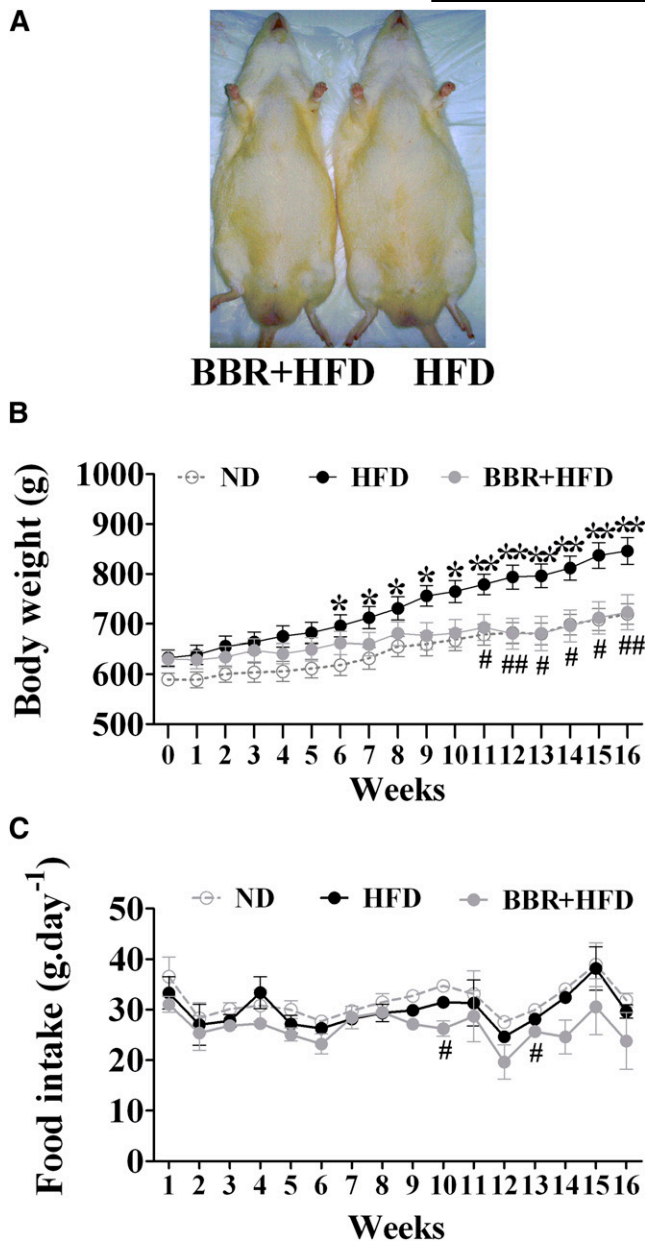 A
BBR+HFD HFD
B
ND HFD BBR+HFD
Body weight (g)
1000
900
800
700
600
500
* * * * * ** ** ** ** ** **
# ## # # # ##
0 1 2 3 4 5 6 7 8 9 10 11 12 13 14 15 16
Weeks
C
ND HFD BBR+HFD
Food intake (g.day-1)
50
40
30
20
10
0
# #
1 2 3 4 5 6 7 8 9 10 11 12 13 14 15 16
Weeks